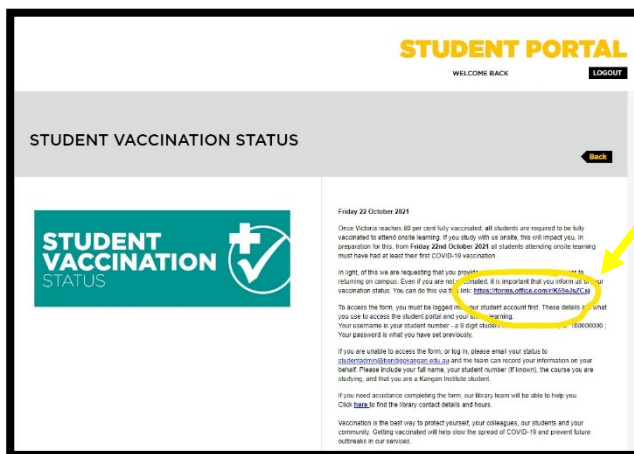 STUDENT PORTAL
WELCOME BACK
LOGOUT
STUDENT VACCINATION STATUS
Back
STUDENT
VACCINATION
STATUS
Friday 22 October 2021
Once Victoria reaches 80 per cent fully vaccinated, all students are required to be fully
vaccinated to attend onsite learning. If you study with us onsite, this will impact you. In
preparation for this, from Friday 22nd October 2021 all students attending onsite learning
must have had at least their first COVID-19 vaccination.
In light, of this we are requesting that you provide
returning on campus. Even if you are not vaccinated, it is important that you inform us of your
vaccination status. You can do this via this link:
To access the form, you must be logged into your student account first. These details are what
you use to access the student portal and your learning.
Your username is your student number - a 9 digit student 100000000 ;
Your password is what you have set previously.
If you are unable to access the form, or log in, please email your status to
studentadmin@bendigokangan.edu.au and the team can record your information on your
behalf. Please include your full name, your student number (if known), the course you are
studying, and that you are a Kangan Institute student.
If you need assistance completing the form, our library team will be able to help you.
Click here to find the library contact details and hours.
Vaccination is the best way to protect yourself, your colleagues, our students and your
community. Getting vaccinated will help slow the spread of COVID-19 and prevent future
outbreaks in our services.